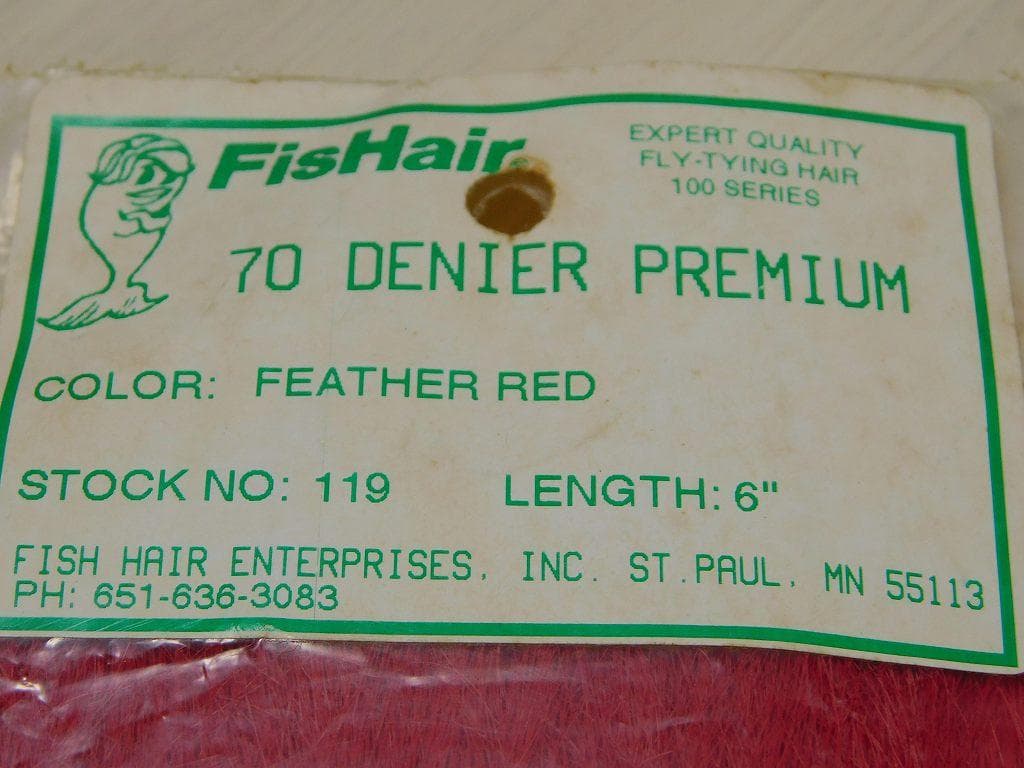 FisHair®
EXPERT QUALITY
FLY-TYING HAIR
100 SERIES
70 DENIER PREMIUM
COLOR: FEATHER RED
STOCK NO: 119 LENGTH: 6"
FISH HAIR ENTERPRISES, INC. ST.PAUL, MN 55113
PH: 651-636-3083